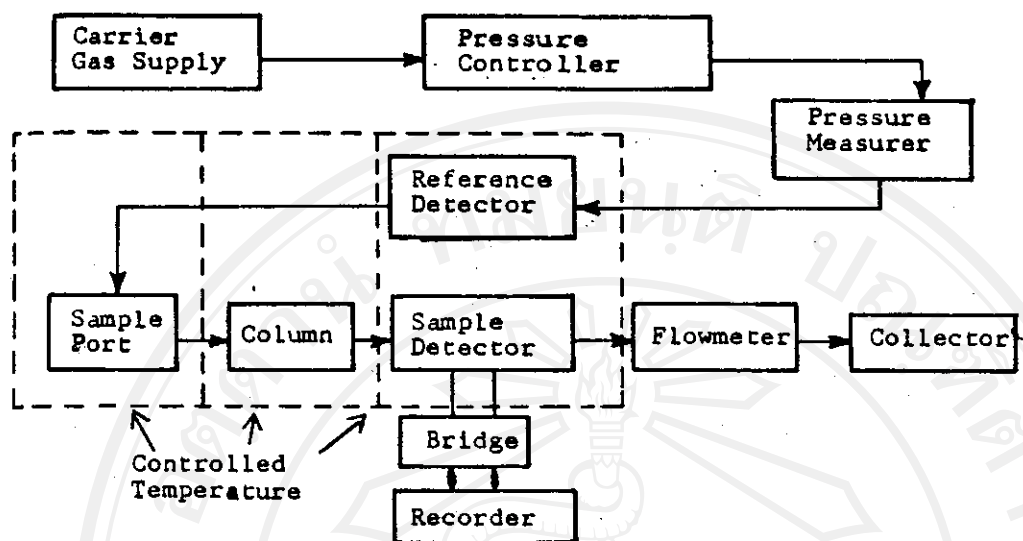 Carrier
Gas Supply
Pressure
Controller
Pressure
Measurer
Reference
Detector
Sample
Port
Column
Sample
Detector
Flowmeter
Collector
Bridge
Controlled
Temperature
Recorder